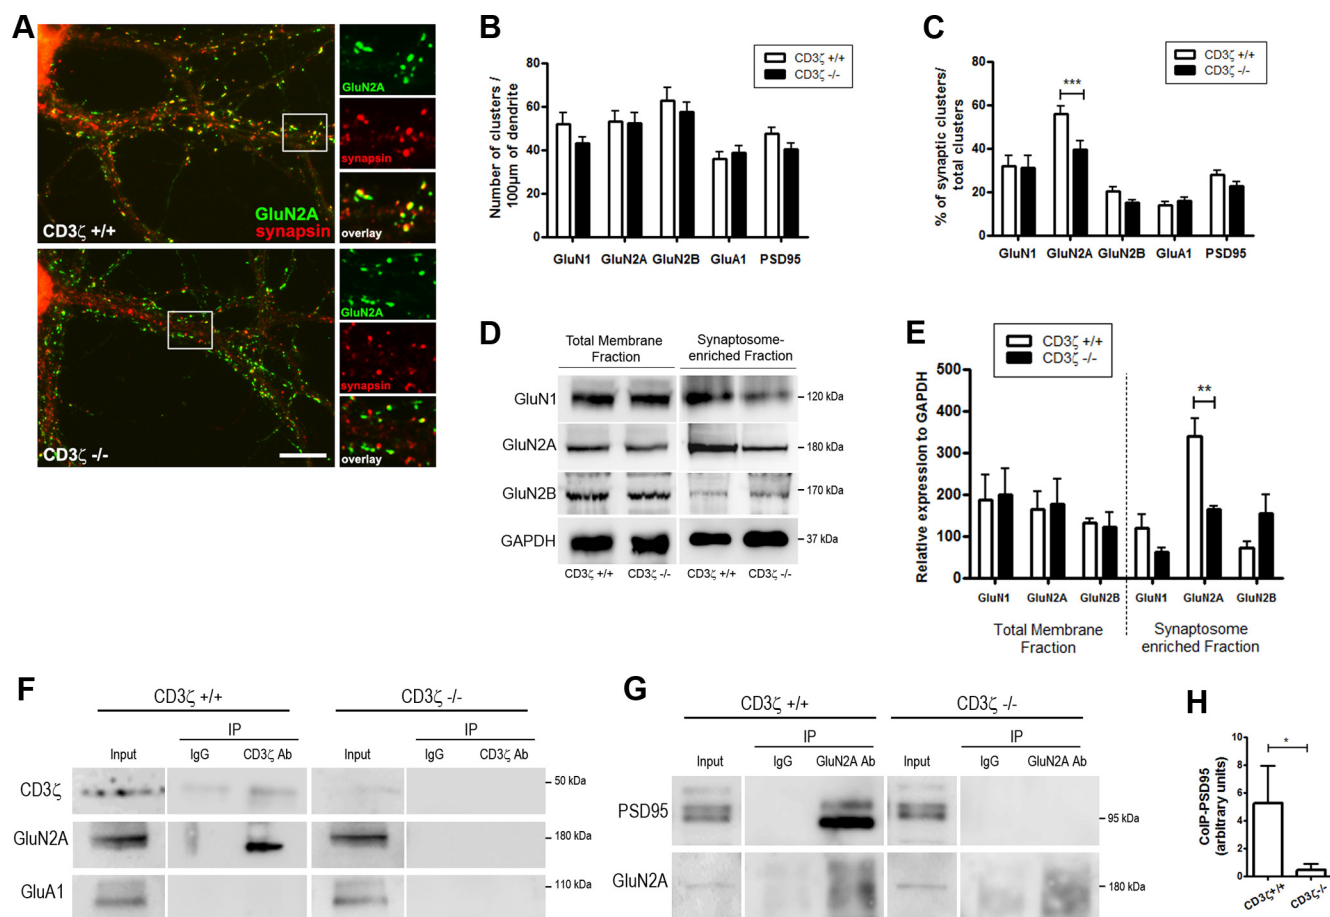 A
GluN2A
synapsin
GluN2A
synapsin
CD3ζ +/+
overlay
GluN2A
synapsin
CD3ζ -/-
overlay
B
CD3ζ +/+
CD3ζ -/-
Number of clusters /
100µm of dendrite
80
60
40
20
0
GluN1 GluN2A GluN2B GluA1 PSD95
C
CD3ζ +/+
CD3ζ -/-
% of synaptic clusters/
total clusters
80
60
40
20
0
***
GluN1 GluN2A GluN2B GluA1 PSD95
D
Total Membrane
Fraction
Synaptosome-
enriched Fraction
GluN1
120 kDa
GluN2A
180 kDa
GluN2B
170 kDa
GAPDH
37 kDa
CD3ζ +/+ CD3ζ -/- CD3ζ +/+ CD3ζ -/-
E
CD3ζ +/+
CD3ζ -/-
Relative expression to GAPDH
500
400
300
200
100
0
**
GluN1 GluN2A GluN2B GluN1 GluN2A GluN2B
Total Membrane
Fraction
Synaptosome
enriched Fraction
F
CD3ζ +/+ CD3ζ -/-
IP IP
Input IgG CD3ζ Ab Input IgG CD3ζ Ab
CD3ζ
50 kDa
GluN2A
180 kDa
GluA1
110 kDa
G
CD3ζ +/+ CD3ζ -/-
IP IP
Input IgG GluN2A Ab Input IgG GluN2A Ab
PSD95
95 kDa
GluN2A
180 kDa
H
CoIP-PSD95
(arbitrary units)
10
8
6
4
2
0
*
CD3ζ+/+ CD3ζ-/-